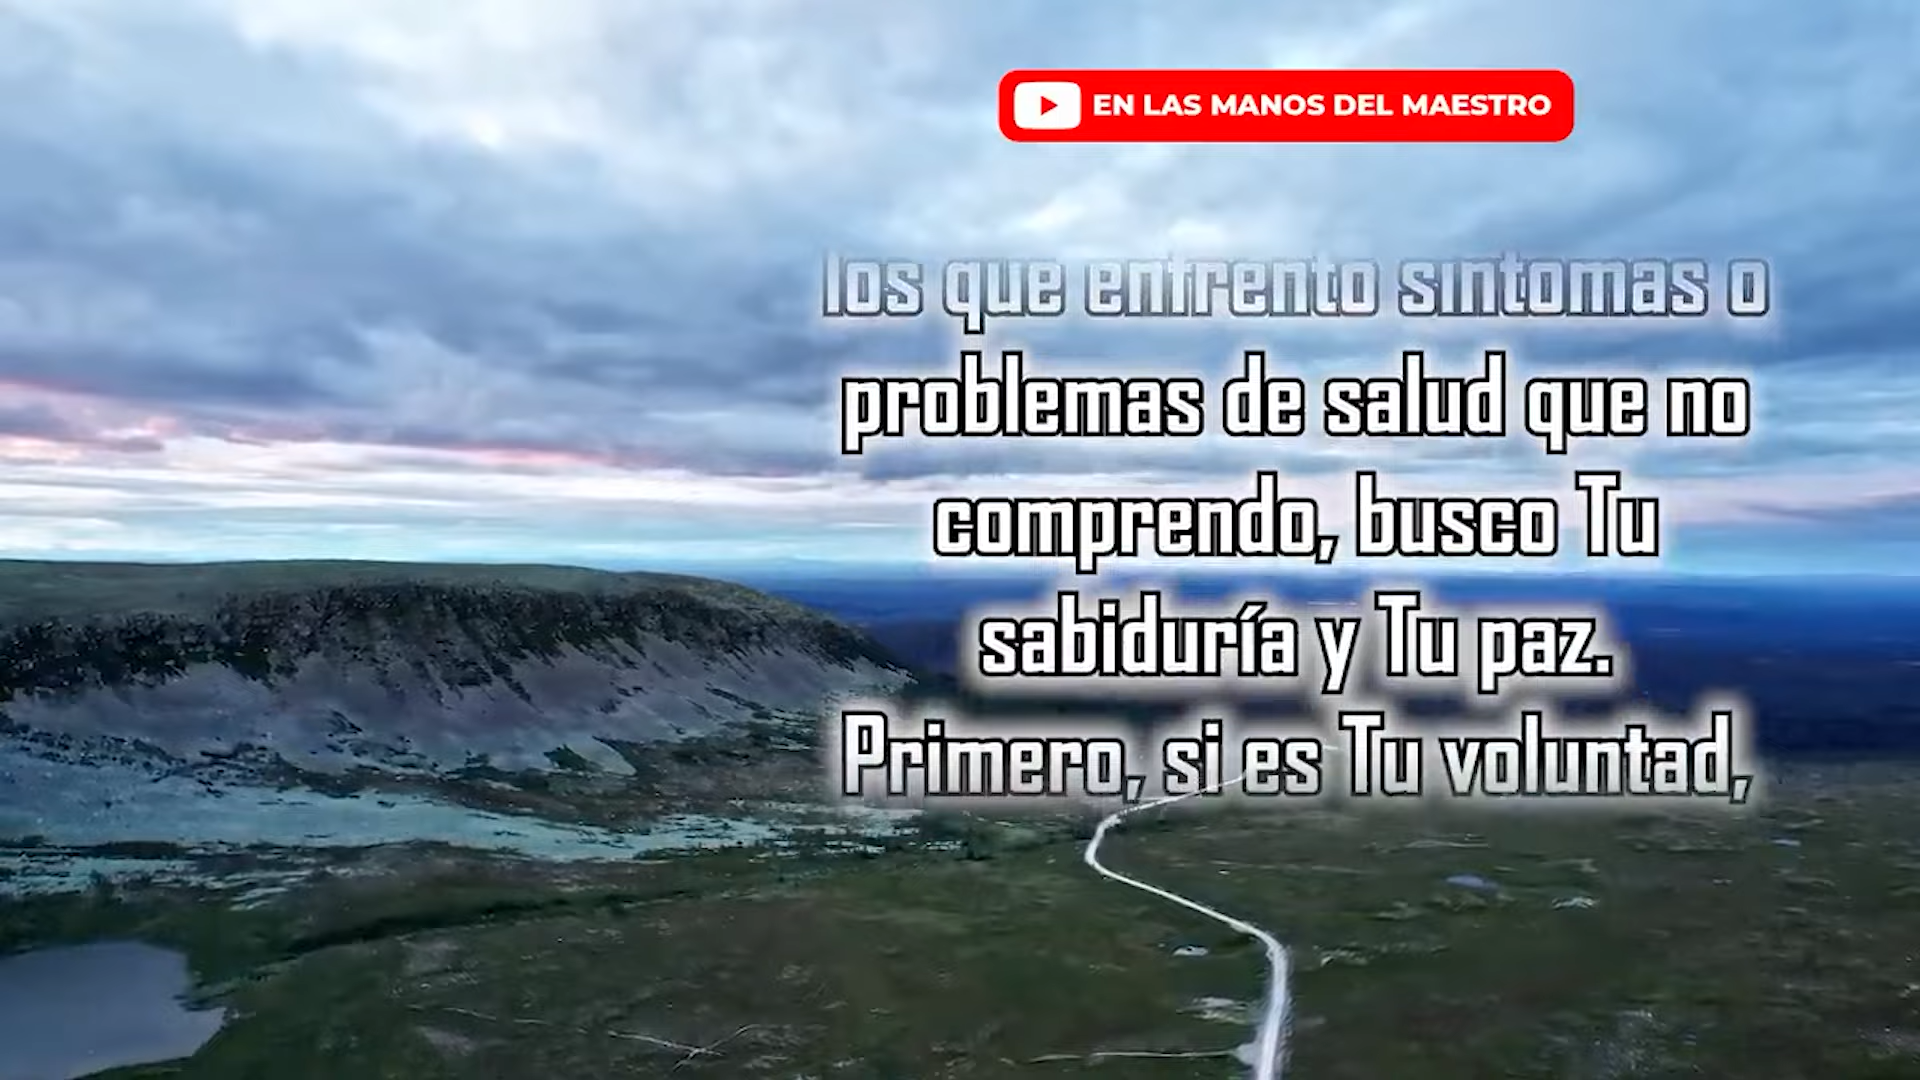 EN LAS MANOS DEL MAESTRO
los que enfrento síntomas o
problemas de salud que no
comprendo, busco Tu
sabiduría y Tu paz.
Primero, si es Tu voluntad,